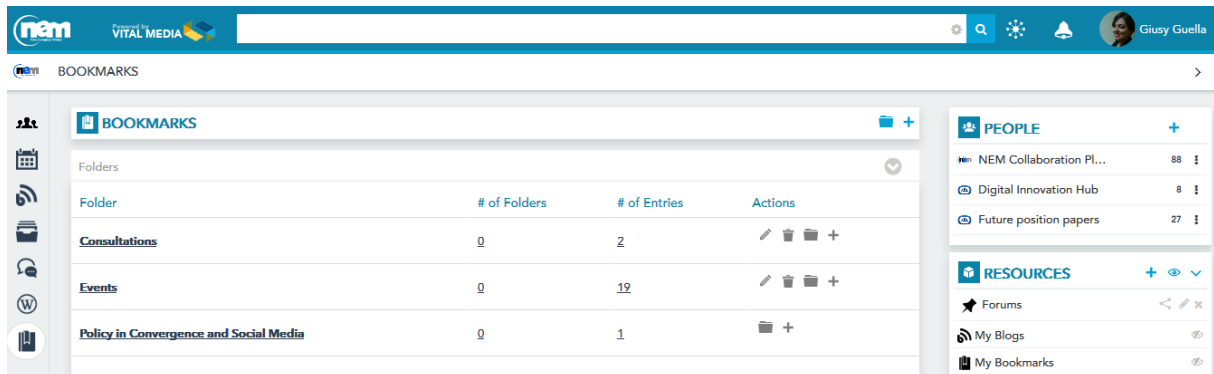 nem
Powered by
VITAL MEDIA
Giusy Guella
nem BOOKMARKS
BOOKMARKS
Folders
Folder # of Folders # of Entries Actions
Consultations 0 2
Events 0 19
Policy in Convergence and Social Media 0 1
PEOPLE
nem NEM Collaboration Pl... 88
Digital Innovation Hub 8
Future position papers 27
RESOURCES
Forums
My Blogs
My Bookmarks